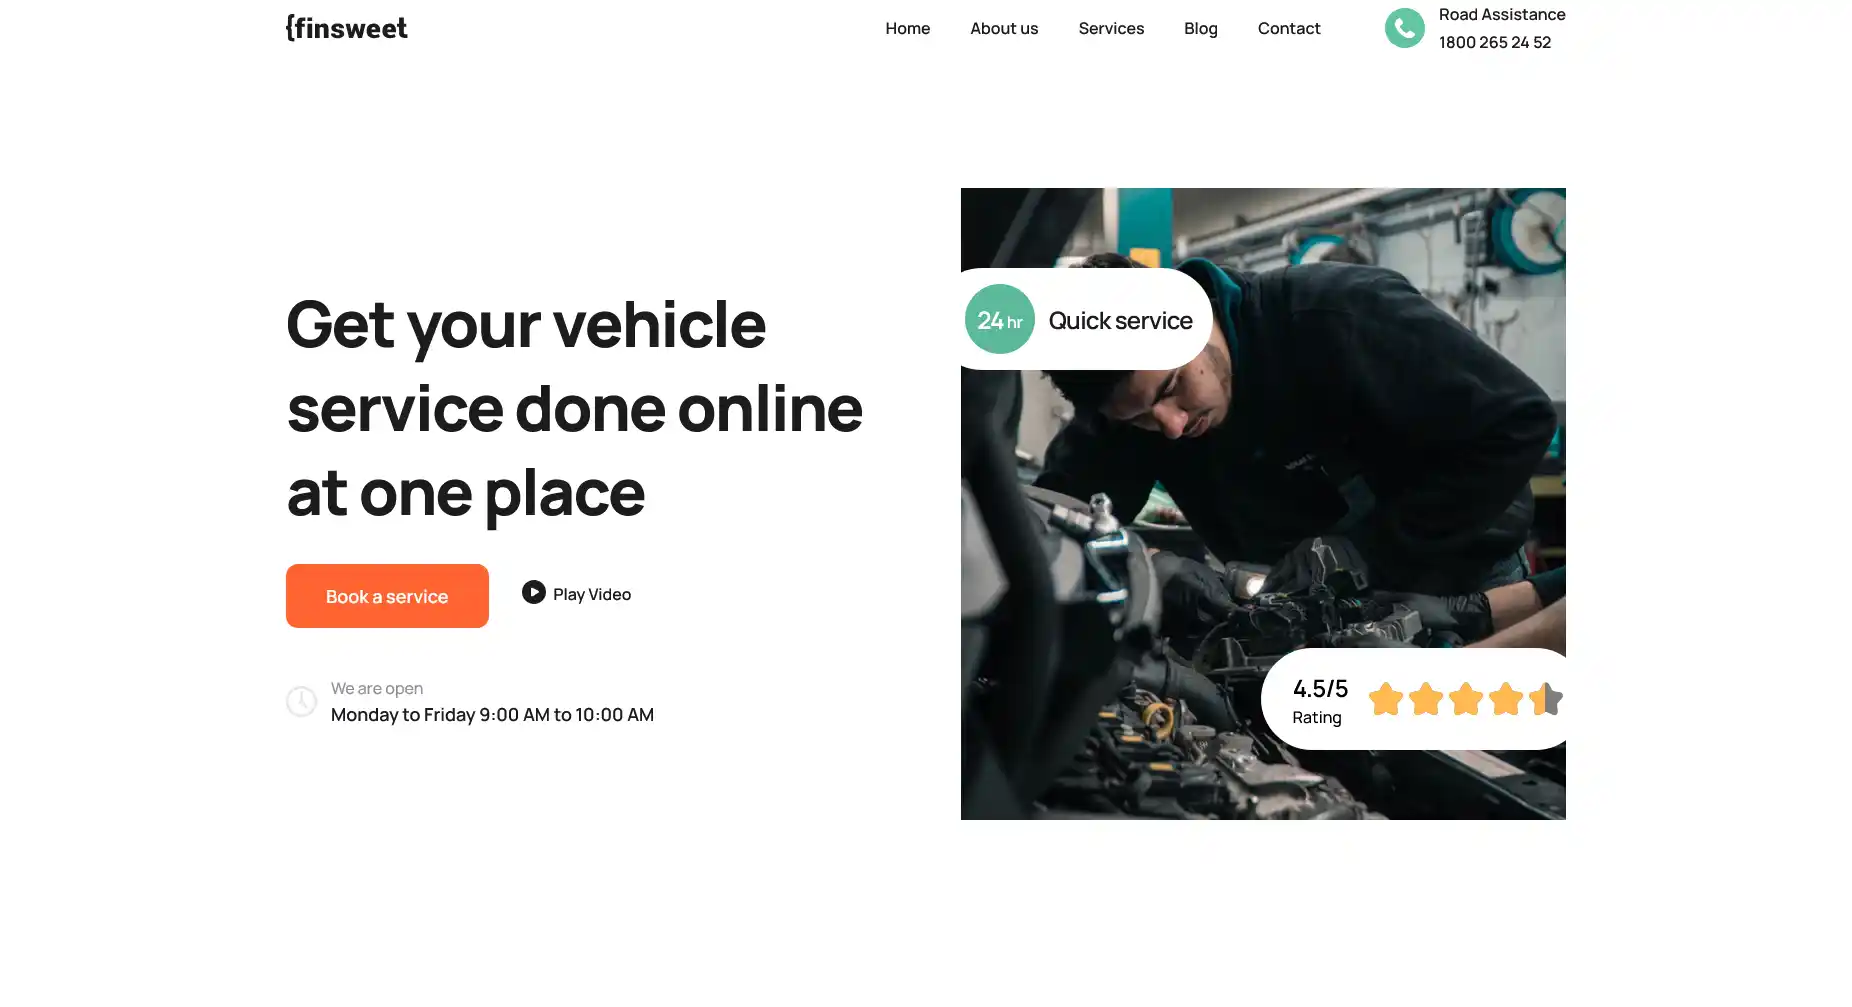 {finsweet
Home About us Services Blog Contact
Road Assistance
1800 265 24 52
Get your vehicle
service done online
at one place
Book a service
Play Video
We are open
Monday to Friday 9:00 AM to 10:00 AM
24 hr Quick service
4.5/5
Rating